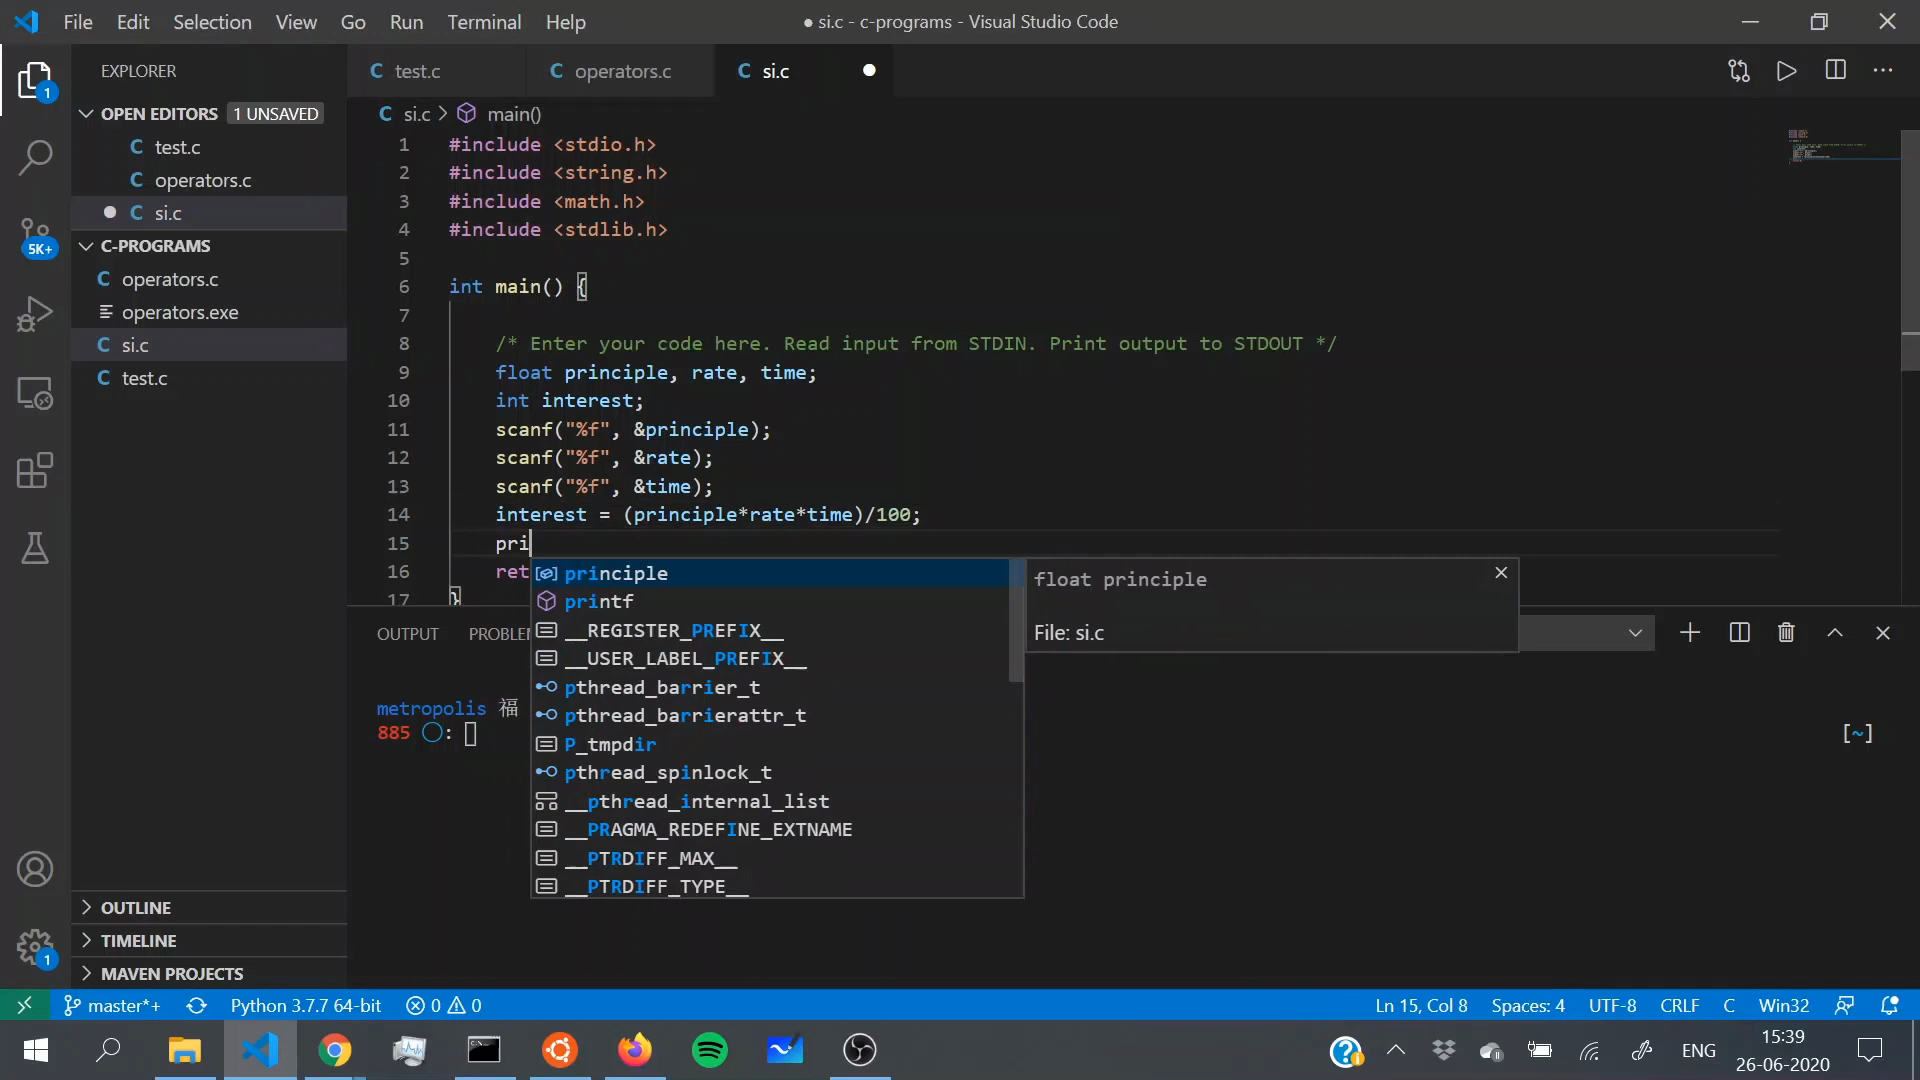 File Edit Selection View Go Run Terminal Help ● si.c - c-programs - Visual Studio Code
EXPLORER
OPEN EDITORS 1 UNSAVED
C test.c
C operators.c
● C si.c
C-PROGRAMS
C operators.c
operators.exe
C si.c
C test.c
OUTLINE
TIMELINE
MAVEN PROJECTS
1
5K+
1
C test.c C operators.c C si.c ●
C si.c > main()
1 #include <stdio.h>
2 #include <string.h>
3 #include <math.h>
4 #include <stdlib.h>
5
6 int main() {
7
8 /* Enter your code here. Read input from STDIN. Print output to STDOUT */
9 float principle, rate, time;
10 int interest;
11 scanf("%f", &principle);
12 scanf("%f", &rate);
13 scanf("%f", &time);
14 interest = (principle*rate*time)/100;
15 pri
16 ret
17 }
principle
printf
__REGISTER_PREFIX__
__USER_LABEL_PREFIX__
pthread_barrier_t
pthread_barrierattr_t
P_tmpdir
pthread_spinlock_t
__pthread_internal_list
__PRAGMA_REDEFINE_EXTNAME
__PTRDIFF_MAX__
__PTRDIFF_TYPE__
float principle
File: si.c
OUTPUT PROBLE
metropolis 福
885 ◯: [~]
master*+ Python 3.7.7 64-bit 0 0 Ln 15, Col 8 Spaces: 4 UTF-8 CRLF C Win32
ENG 15:39
26-06-2020